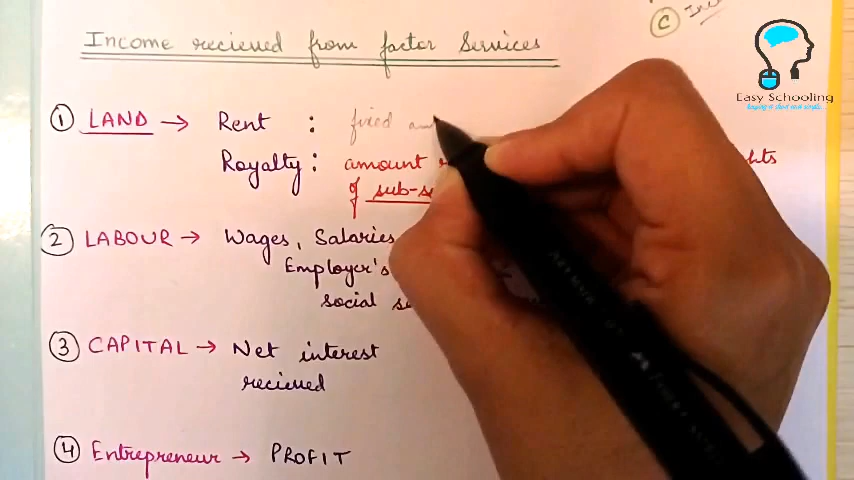 Income recieved from factor Services
C
Easy Schooling
1 LAND → Rent : fixed
Royalty : amount
of sub-s
2 LABOUR → Wages, Salaries
Employer's
social
3 CAPITAL → Net interest
recieved
4 Entrepreneur → PROFIT